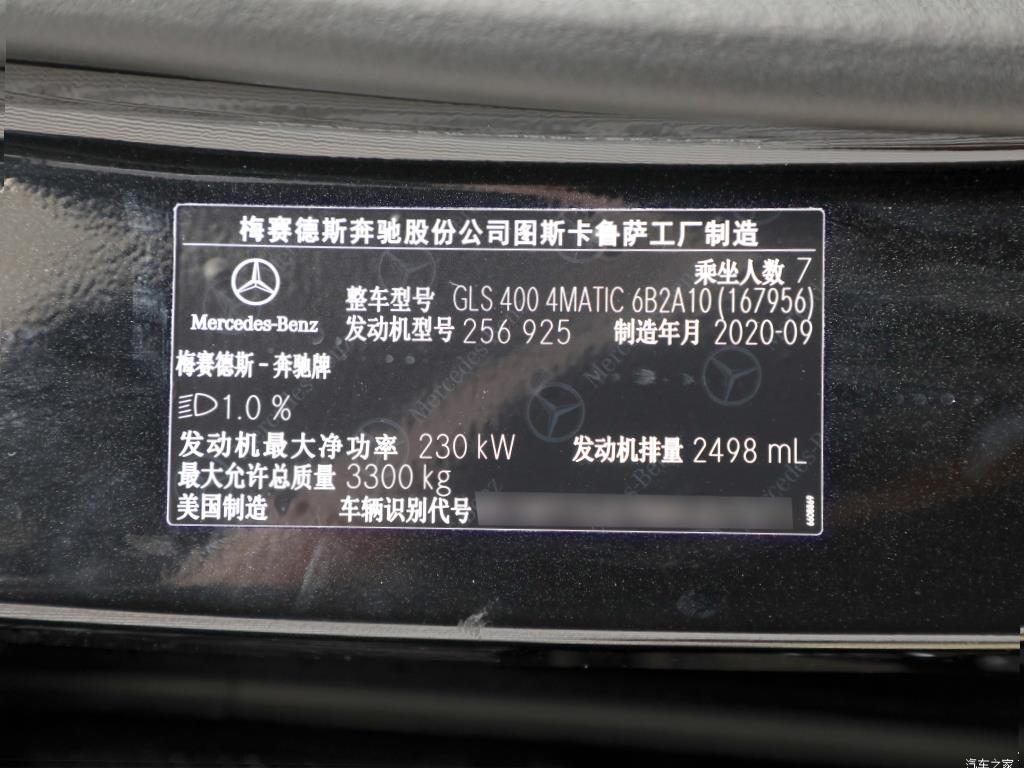 梅赛德斯奔驰股份公司图斯卡鲁萨工厂制造
乘坐人数 7
整车型号 GLS 400 4MATIC 6B2A10 (167956)
Mercedes-Benz
发动机型号 256 925 制造年月 2020-09
梅赛德斯-奔驰牌
1.0 %
发动机最大净功率 230 kW 发动机排量 2498 mL
最大允许总质量 3300 kg
美国制造 车辆识别代号
汽车之家